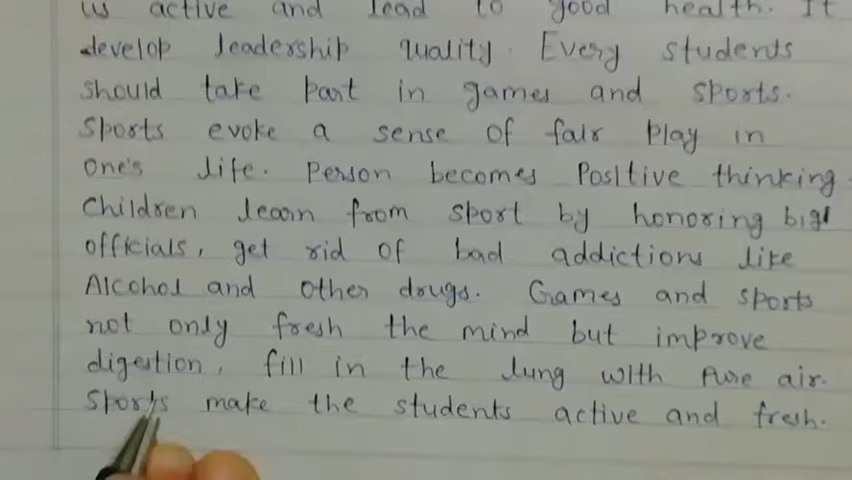 is active and lead to good health. It
develop leadership quality. Every students
should take part in games and sports.
Sports evoke a sense of fair play in
one's life. Person becomes Positive thinking.
Children learn from sport by honoring big
officials, get rid of bad addictions like
Alcohol and other drugs. Games and sports
not only fresh the mind but improve
digestion, fill in the lung with Pure air.
Sports make the students active and fresh.